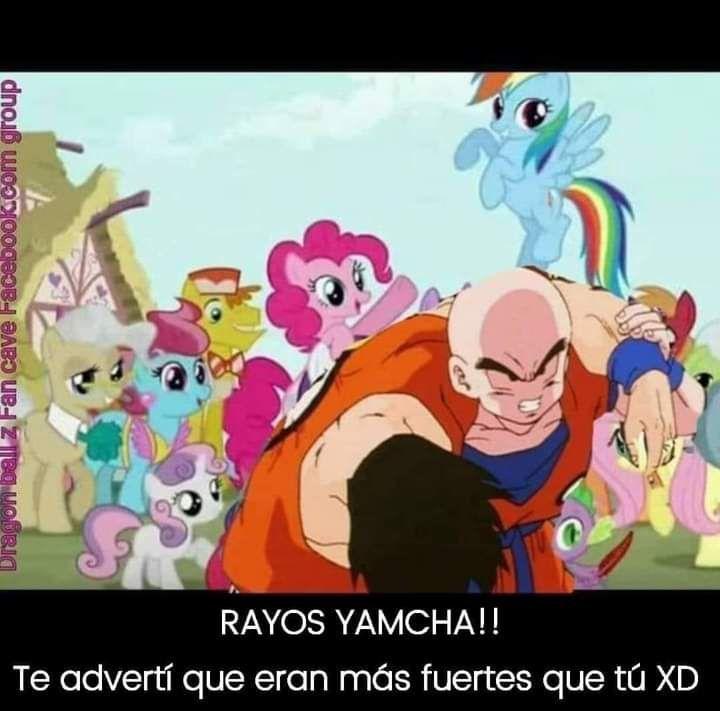 Dragon ball z Fan cave Facebook.com group
RAYOS YAMCHA!!
Te advertí que eran más fuertes que tú XD